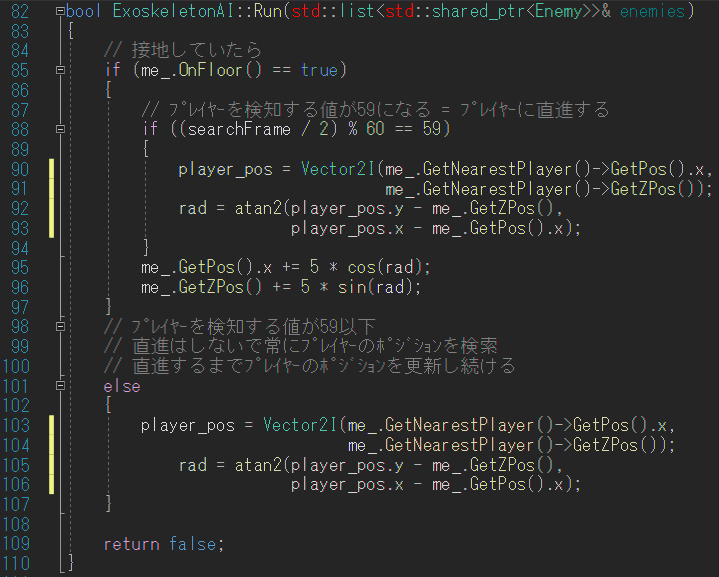 82 bool ExoskeletonAI::Run(std::list<std::shared_ptr<Enemy>>& enemies)
83 {
84     // 接地していたら
85     if (me_.OnFloor() == true)
86     {
87         // ﾌﾟﾚｲﾔｰを検知する値が59になる = ﾌﾟﾚｲﾔｰに直進する
88         if ((searchFrame / 2) % 60 == 59)
89         {
90             player_pos = Vector2I(me_.GetNearestPlayer()->GetPos().x,
91                                   me_.GetNearestPlayer()->GetZPos());
92             rad = atan2(player_pos.y - me_.GetZPos(),
93                         player_pos.x - me_.GetPos().x);
94         }
95         me_.GetPos().x += 5 * cos(rad);
96         me_.GetZPos() += 5 * sin(rad);
97     }
98     // ﾌﾟﾚｲﾔｰを検知する値が59以下
99     // 直進はしないで常にﾌﾟﾚｲﾔｰのﾎﾟｼﾞｼｮﾝを検索
100     // 直進するまでﾌﾟﾚｲﾔｰのﾎﾟｼﾞｼｮﾝを更新し続ける
101     else
102     {
103         player_pos = Vector2I(me_.GetNearestPlayer()->GetPos().x,
104                               me_.GetNearestPlayer()->GetZPos());
105             rad = atan2(player_pos.y - me_.GetZPos(),
106                         player_pos.x - me_.GetPos().x);
107     }
108
109     return false;
110 }